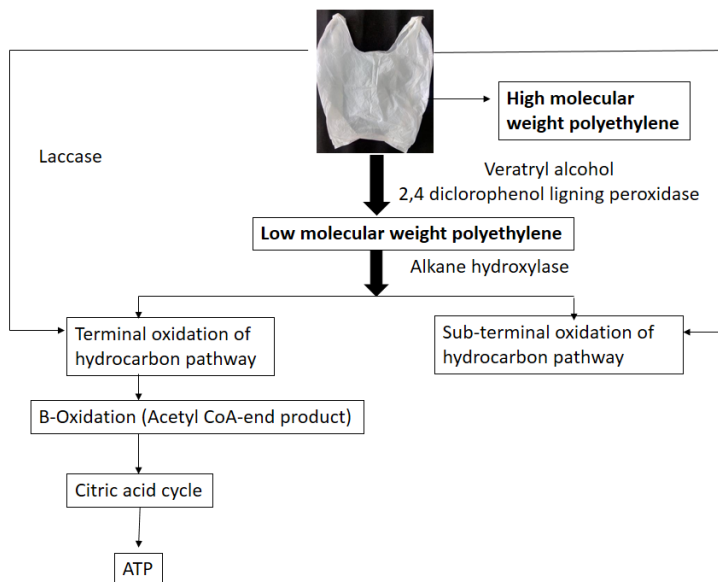 High molecular
weight polyethylene
Laccase
Veratryl alcohol
2,4 diclorophenol ligning peroxidase
Low molecular weight polyethylene
Alkane hydroxylase
Terminal oxidation of
hydrocarbon pathway
Sub-terminal oxidation of
hydrocarbon pathway
B-Oxidation (Acetyl CoA-end product)
Citric acid cycle
ATP